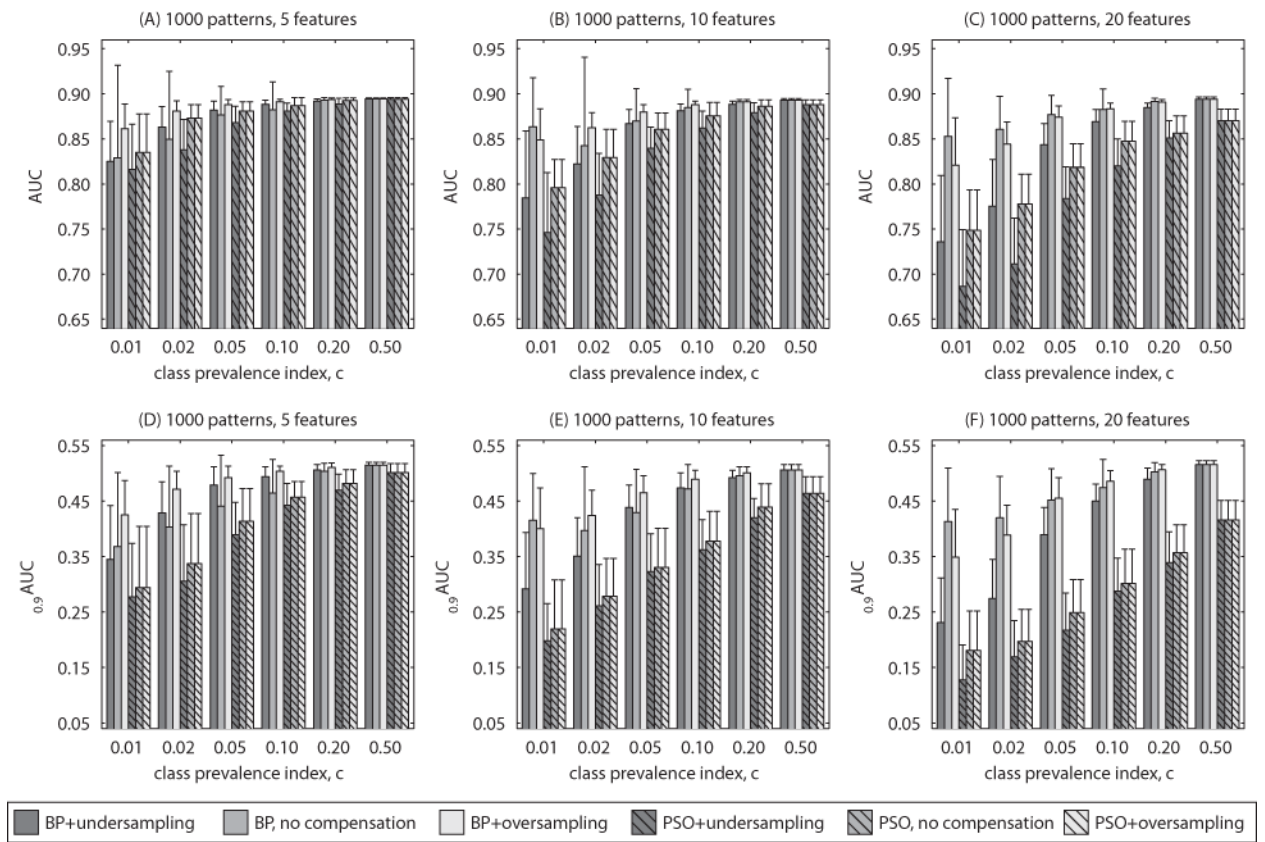 (A) 1000 patterns, 5 features
(B) 1000 patterns, 10 features
(C) 1000 patterns, 20 features
AUC
0.95
0.90
0.85
0.80
0.75
0.70
0.65
0.01 0.02 0.05 0.10 0.20 0.50
class prevalence index, c
AUC
0.95
0.90
0.85
0.80
0.75
0.70
0.65
0.01 0.02 0.05 0.10 0.20 0.50
class prevalence index, c
AUC
0.95
0.90
0.85
0.80
0.75
0.70
0.65
0.01 0.02 0.05 0.10 0.20 0.50
class prevalence index, c
(D) 1000 patterns, 5 features
(E) 1000 patterns, 10 features
(F) 1000 patterns, 20 features
0.9AUC
0.55
0.45
0.35
0.25
0.15
0.05
0.01 0.02 0.05 0.10 0.20 0.50
class prevalence index, c
0.9AUC
0.55
0.45
0.35
0.25
0.15
0.05
0.01 0.02 0.05 0.10 0.20 0.50
class prevalence index, c
0.9AUC
0.55
0.45
0.35
0.25
0.15
0.05
0.01 0.02 0.05 0.10 0.20 0.50
class prevalence index, c
BP+undersampling BP, no compensation BP+oversampling PSO+undersampling PSO, no compensation PSO+oversampling